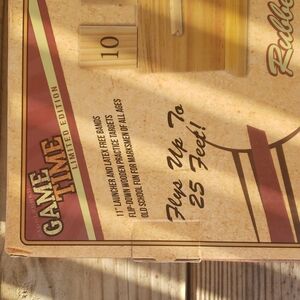 GAME
TIME
LIMITED EDITION
10
11" LAUNCHER AND LATEX FREE BANDS
FLIP-DOWN WOODEN PRACTICE TARGETS
OLD SCHOOL FUN FOR MARKSMEN OF ALL AGES
Flys Up To
25 Feet!
Rubbe